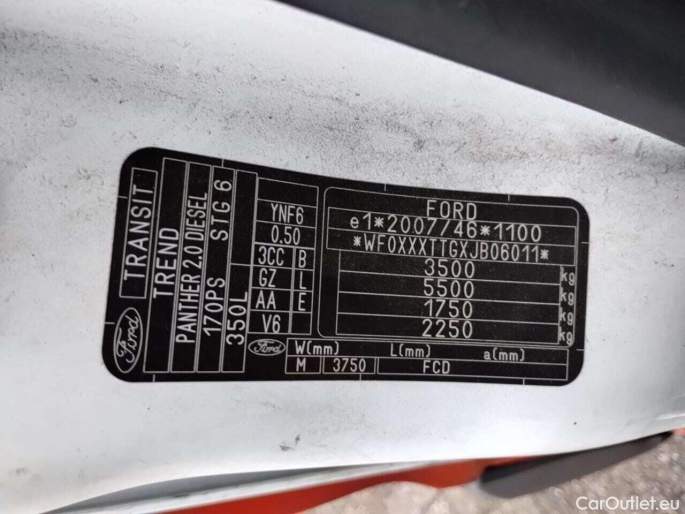 TRANSIT
TREND
PANTHER 2.0 DIESEL
170PS STG 6
350L
Ford
YNF6
0.50
3CC B
GZ L
AA E
V6
FORD
e1*2007/46*1100
*WF0XXXTTGXJB06011*
3500 kg
5500 kg
1750 kg
2250 kg
Ford
W(mm) L(mm) a(mm)
M 3750 FCD
CarOutlet.eu